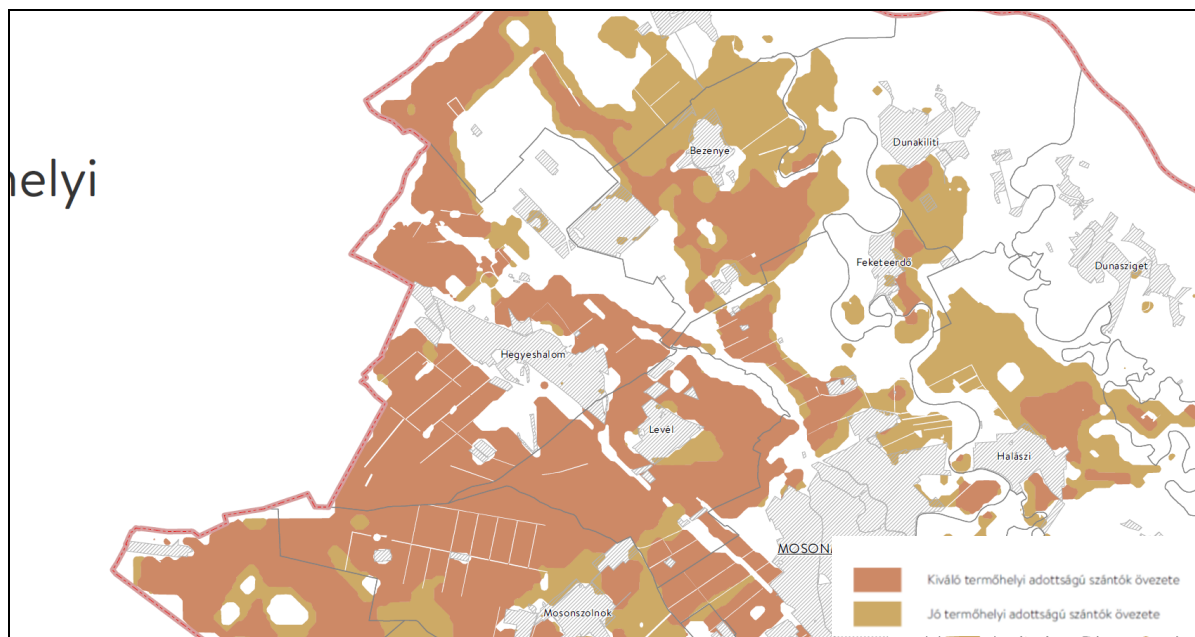 helyi
Bezenye
Dunakiliti
Feketeerdő
Dunasziget
Hegyeshalom
Levél
Halászi
MOSON
Mosonszolnok
Kiváló termőhelyi adottságú szántók övezete
Jó termőhelyi adottságú szántók övezete